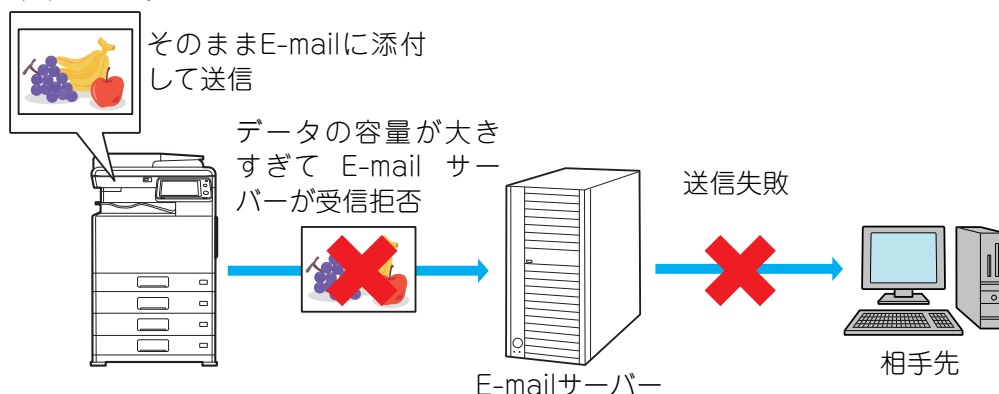 そのままE-mailに添付
して送信
データの容量が大き
すぎて E-mail サー
バーが受信拒否
送信失敗
相手先
E-mailサーバー